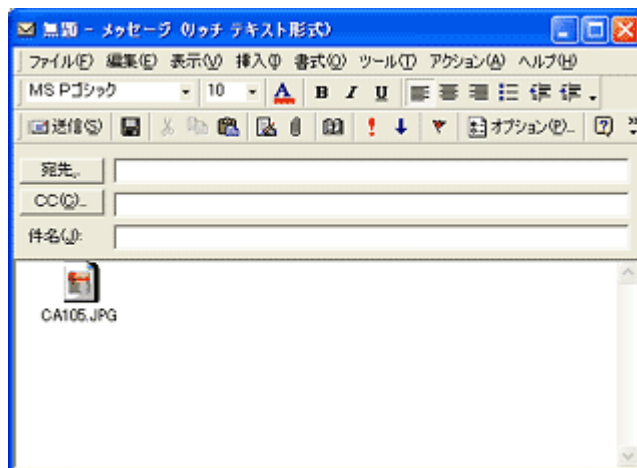 無題 - メッセージ (リッチ テキスト形式)
ファイル(F) 編集(E) 表示(V) 挿入(I) 書式(O) ツール(T) アクション(A) ヘルプ(H)
MS Pゴシック 10 A B I U
送信(S) オプション(P)...
宛先...
CC(C)...
件名(J):
CA105.JPG